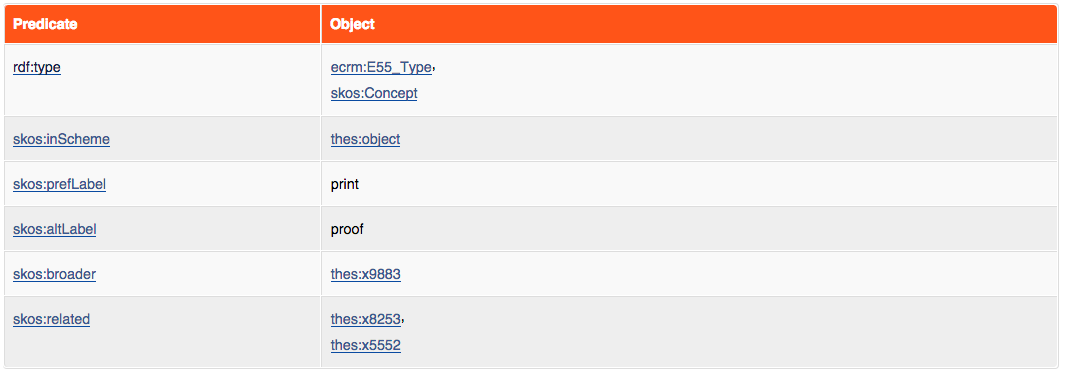 Predicate Object
rdf:type ecrm:E55_Type,
skos:Concept
skos:inScheme thes:object
skos:prefLabel print
skos:altLabel proof
skos:broader thes:x9883
skos:related thes:x8253,
thes:x5552